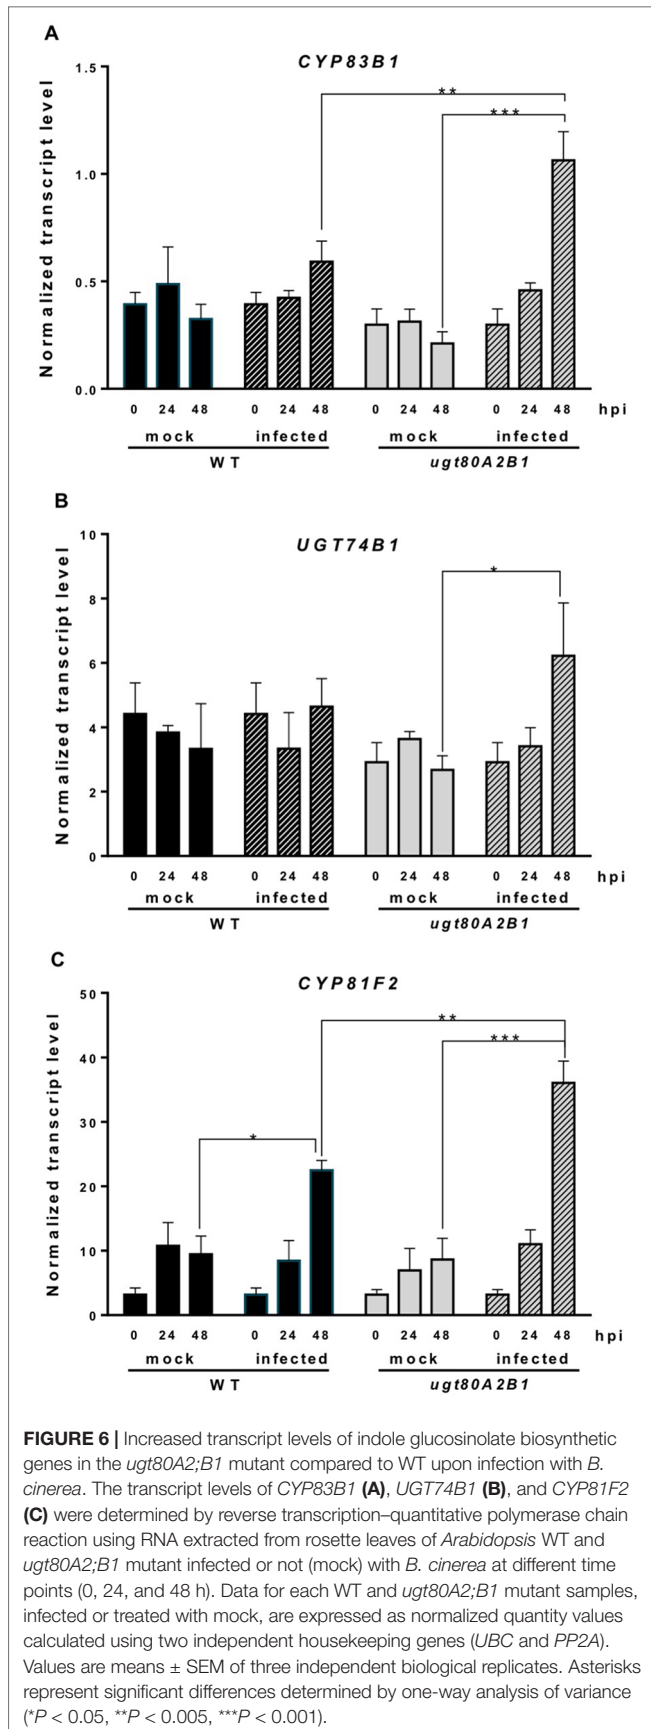 A
CYP83B1
Normalized transcript level
1.5
1.0
0.5
0.0
**
***
0 24 48 0 24 48 0 24 48 0 24 48 hpi
mock infected mock infected
WT ugt80A2B1
B
UGT74B1
Normalized transcript level
10
8
6
4
2
0
*
0 24 48 0 24 48 0 24 48 0 24 48 hpi
mock infected mock infected
WT ugt80A2B1
C
CYP81F2
Normalized transcript level
50
40
30
20
10
0
**
***
*
0 24 48 0 24 48 0 24 48 0 24 48 hpi
mock infected mock infected
WT ugt80A2B1
FIGURE 6 | Increased transcript levels of indole glucosinolate biosynthetic
genes in the ugt80A2;B1 mutant compared to WT upon infection with B.
cinerea. The transcript levels of CYP83B1 (A), UGT74B1 (B), and CYP81F2
(C) were determined by reverse transcription–quantitative polymerase chain
reaction using RNA extracted from rosette leaves of Arabidopsis WT and
ugt80A2;B1 mutant infected or not (mock) with B. cinerea at different time
points (0, 24, and 48 h). Data for each WT and ugt80A2;B1 mutant samples,
infected or treated with mock, are expressed as normalized quantity values
calculated using two independent housekeeping genes (UBC and PP2A).
Values are means ± SEM of three independent biological replicates. Asterisks
represent significant differences determined by one-way analysis of variance
(*P < 0.05, **P < 0.005, ***P < 0.001).